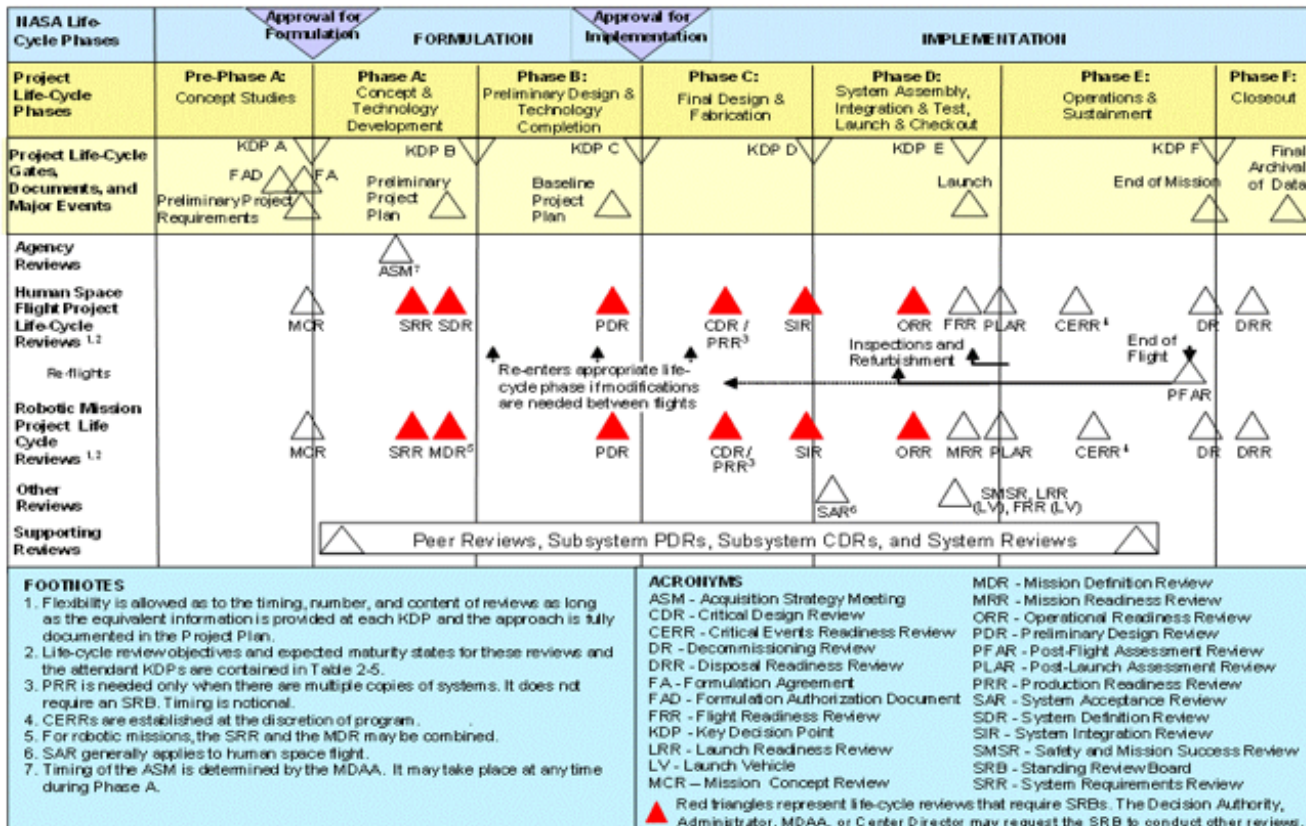 NASA Life-
Cycle Phases
Approval for
Formulation
FORMULATION
Approval for
Implementation
IMPLEMENTATION
Project
Life-Cycle
Phases
Pre-Phase A:
Concept Studies
Phase A:
Concept &
Technology
Development
Phase B:
Preliminary Design &
Technology
Completion
Phase C:
Final Design &
Fabrication
Phase D:
System Assembly,
Integration & Test,
Launch & Checkout
Phase E:
Operations &
Sustainment
Phase F:
Closeout
Project Life-Cycle
Gates,
Documents, and
Major Events
KDP A
FAD
FA
Preliminary Project
Requirements
KDP B
Preliminary
Project
Plan
KDP C
Baseline
Project
Plan
KDP D
KDP E
Launch
KDP F
End of Mission
Final
Archival
of Data
Agency
Reviews
ASM7
Human Space
Flight Project
Life-Cycle
Reviews 1,2
MCR
SRR
SDR
PDR
CDR /
PRR3
SIR
ORR
FRR
PLAR
CERR4
DR
DRR
Re-flights
Re-enters appropriate life-
cycle phase if modifications
are needed between flights
Inspections and
Refurbishment
End of
Flight
PFAR
Robotic Mission
Project Life
Cycle
Reviews 1,2
MCR
SRR
MDR5
PDR
CDR/
PRR3
SIR
ORR
MRR
PLAR
CERR4
DR
DRR
Other
Reviews
SAR6
SMSR, LRR
(LV), FRR (LV)
Supporting
Reviews
Peer Reviews, Subsystem PDRs, Subsystem CDRs, and System Reviews
FOOTNOTES
1. Flexibility is allowed as to the timing, number, and content of reviews as long
as the equivalent information is provided at each KDP and the approach is fully
documented in the Project Plan.
2. Life-cycle review objectives and expected maturity states for these reviews and
the attendant KDPs are contained in Table 2-5.
3. PRR is needed only when there are multiple copies of systems. It does not
require an SRB. Timing is notional.
4. CERRs are established at the discretion of program.
5. For robotic missions, the SRR and the MDR may be combined.
6. SAR generally applies to human space flight.
7. Timing of the ASM is determined by the MDAA. It may take place at any time
during Phase A.
ACRONYMS
ASM - Acquisition Strategy Meeting
CDR - Critical Design Review
CERR - Critical Events Readiness Review
DR - Decommissioning Review
DRR - Disposal Readiness Review
FA - Formulation Agreement
FAD - Formulation Authorization Document
FRR - Flight Readiness Review
KDP - Key Decision Point
LRR - Launch Readiness Review
LV - Launch Vehicle
MCR – Mission Concept Review
MDR - Mission Definition Review
MRR - Mission Readiness Review
ORR - Operational Readiness Review
PDR - Preliminary Design Review
PFAR - Post-Flight Assessment Review
PLAR - Post-Launch Assessment Review
PRR - Production Readiness Review
SAR - System Acceptance Review
SDR - System Definition Review
SIR - System Integration Review
SMSR - Safety and Mission Success Review
SRB - Standing Review Board
SRR - System Requirements Review
Red triangles represent life-cycle reviews that require SRBs. The Decision Authority,
Administrator, MDAA, or Center Director may request the SRB to conduct other reviews.